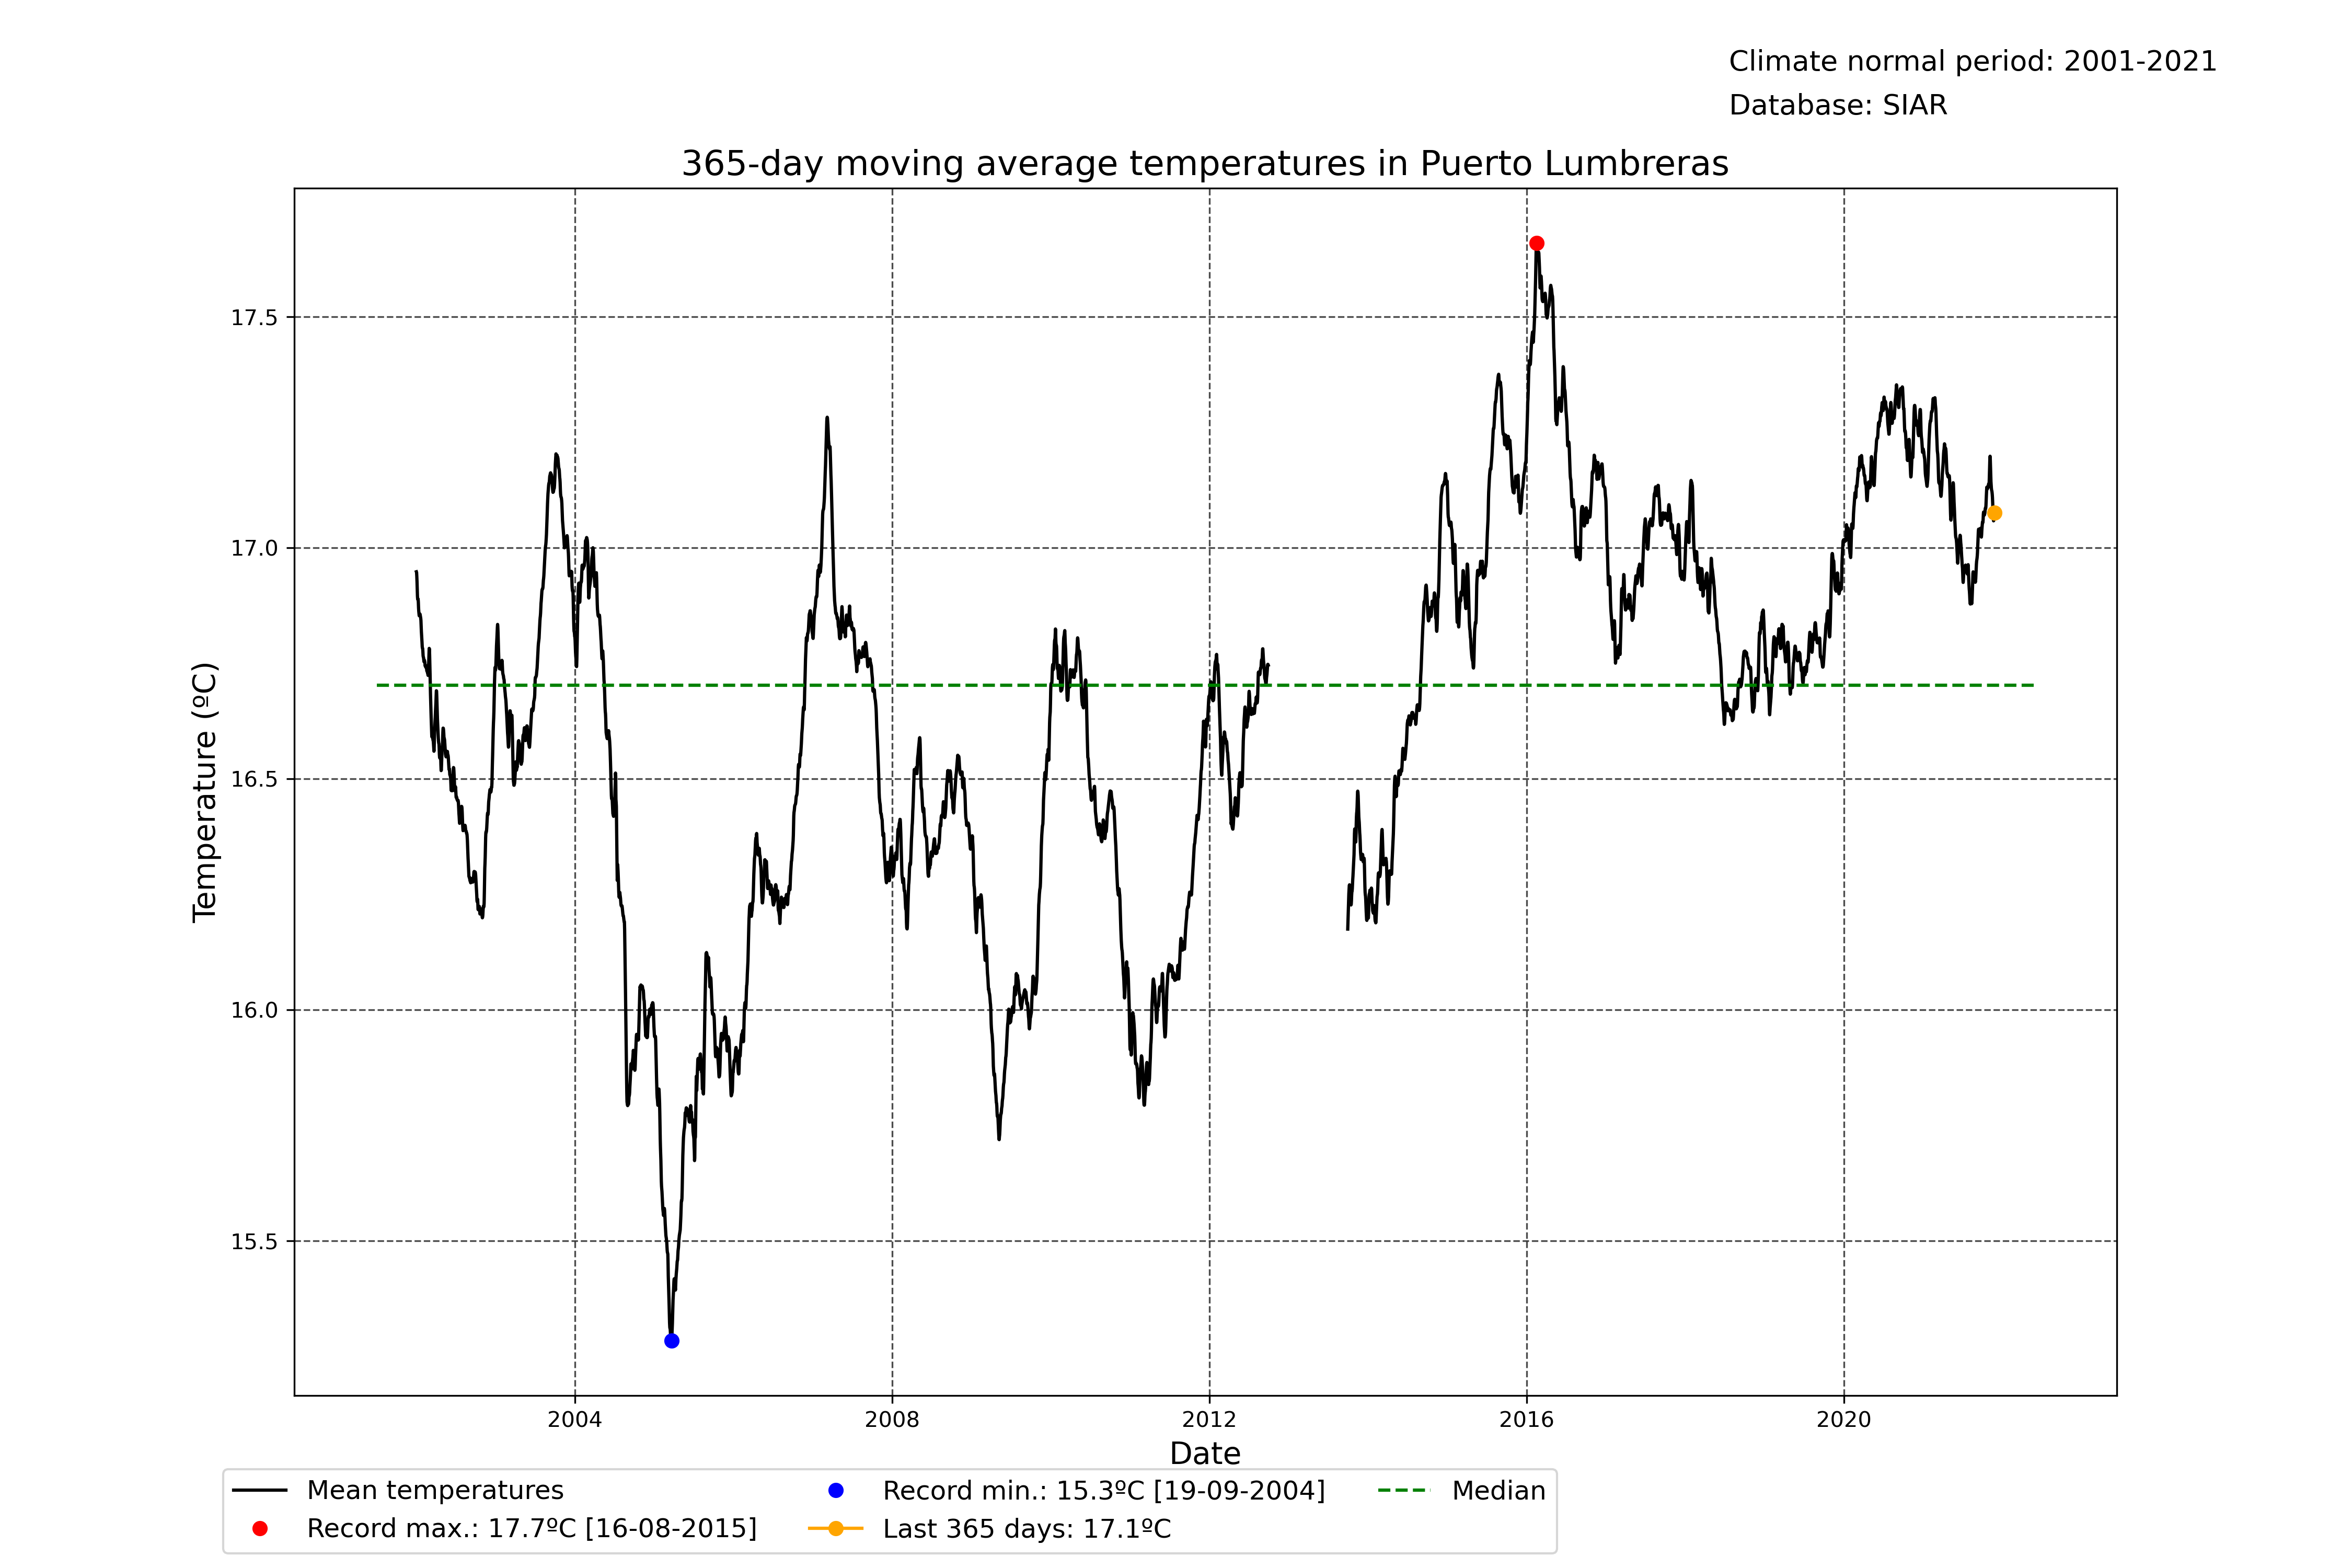 Climate normal period: 2001-2021
Database: SIAR
365-day moving average temperatures in Puerto Lumbreras
17.5
17.0
16.5
16.0
15.5
Temperature (ºC)
2004 2008 2012 2016 2020
Date
Mean temperatures
Record max.: 17.7ºC [16-08-2015]
Record min.: 15.3ºC [19-09-2004]
Last 365 days: 17.1ºC
Median